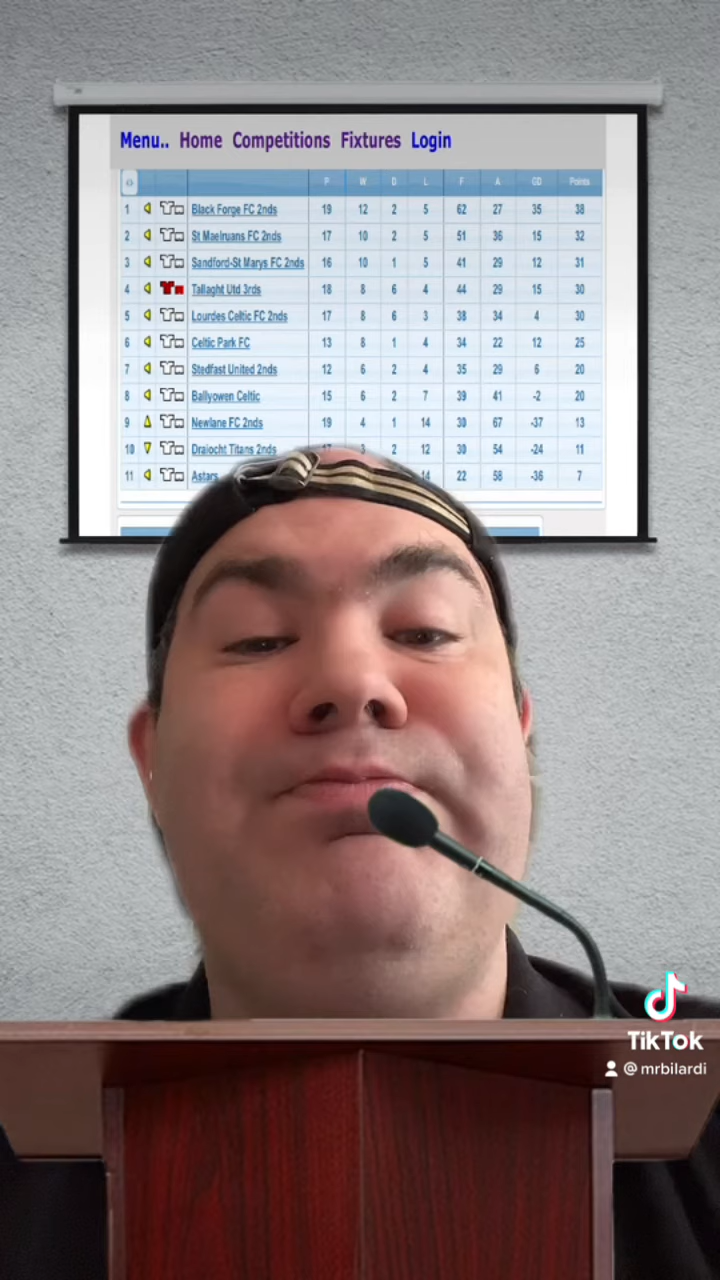 Menu.. Home Competitions Fixtures Login
P W D L F A GD Points
1 Black Forge FC 2nds 19 12 2 5 62 27 35 38
2 St Maelruans FC 2nds 17 10 2 5 51 36 15 32
3 Sandford-St Marys FC 2nds 16 10 1 5 41 29 12 31
4 Tallaght Utd 3rds 18 8 6 4 44 29 15 30
5 Lourdes Celtic FC 2nds 17 8 6 3 38 34 4 30
6 Celtic Park FC 13 8 1 4 34 22 12 25
7 Stedfast United 2nds 12 6 2 4 35 29 6 20
8 Ballyowen Celtic 15 6 2 7 39 41 -2 20
9 Newlane FC 2nds 19 4 1 14 30 67 -37 13
10 Draiocht Titans 2nds 17 3 2 12 30 54 -24 11
11 Astars 14 22 58 -36 7
TikTok
@mrbilardi